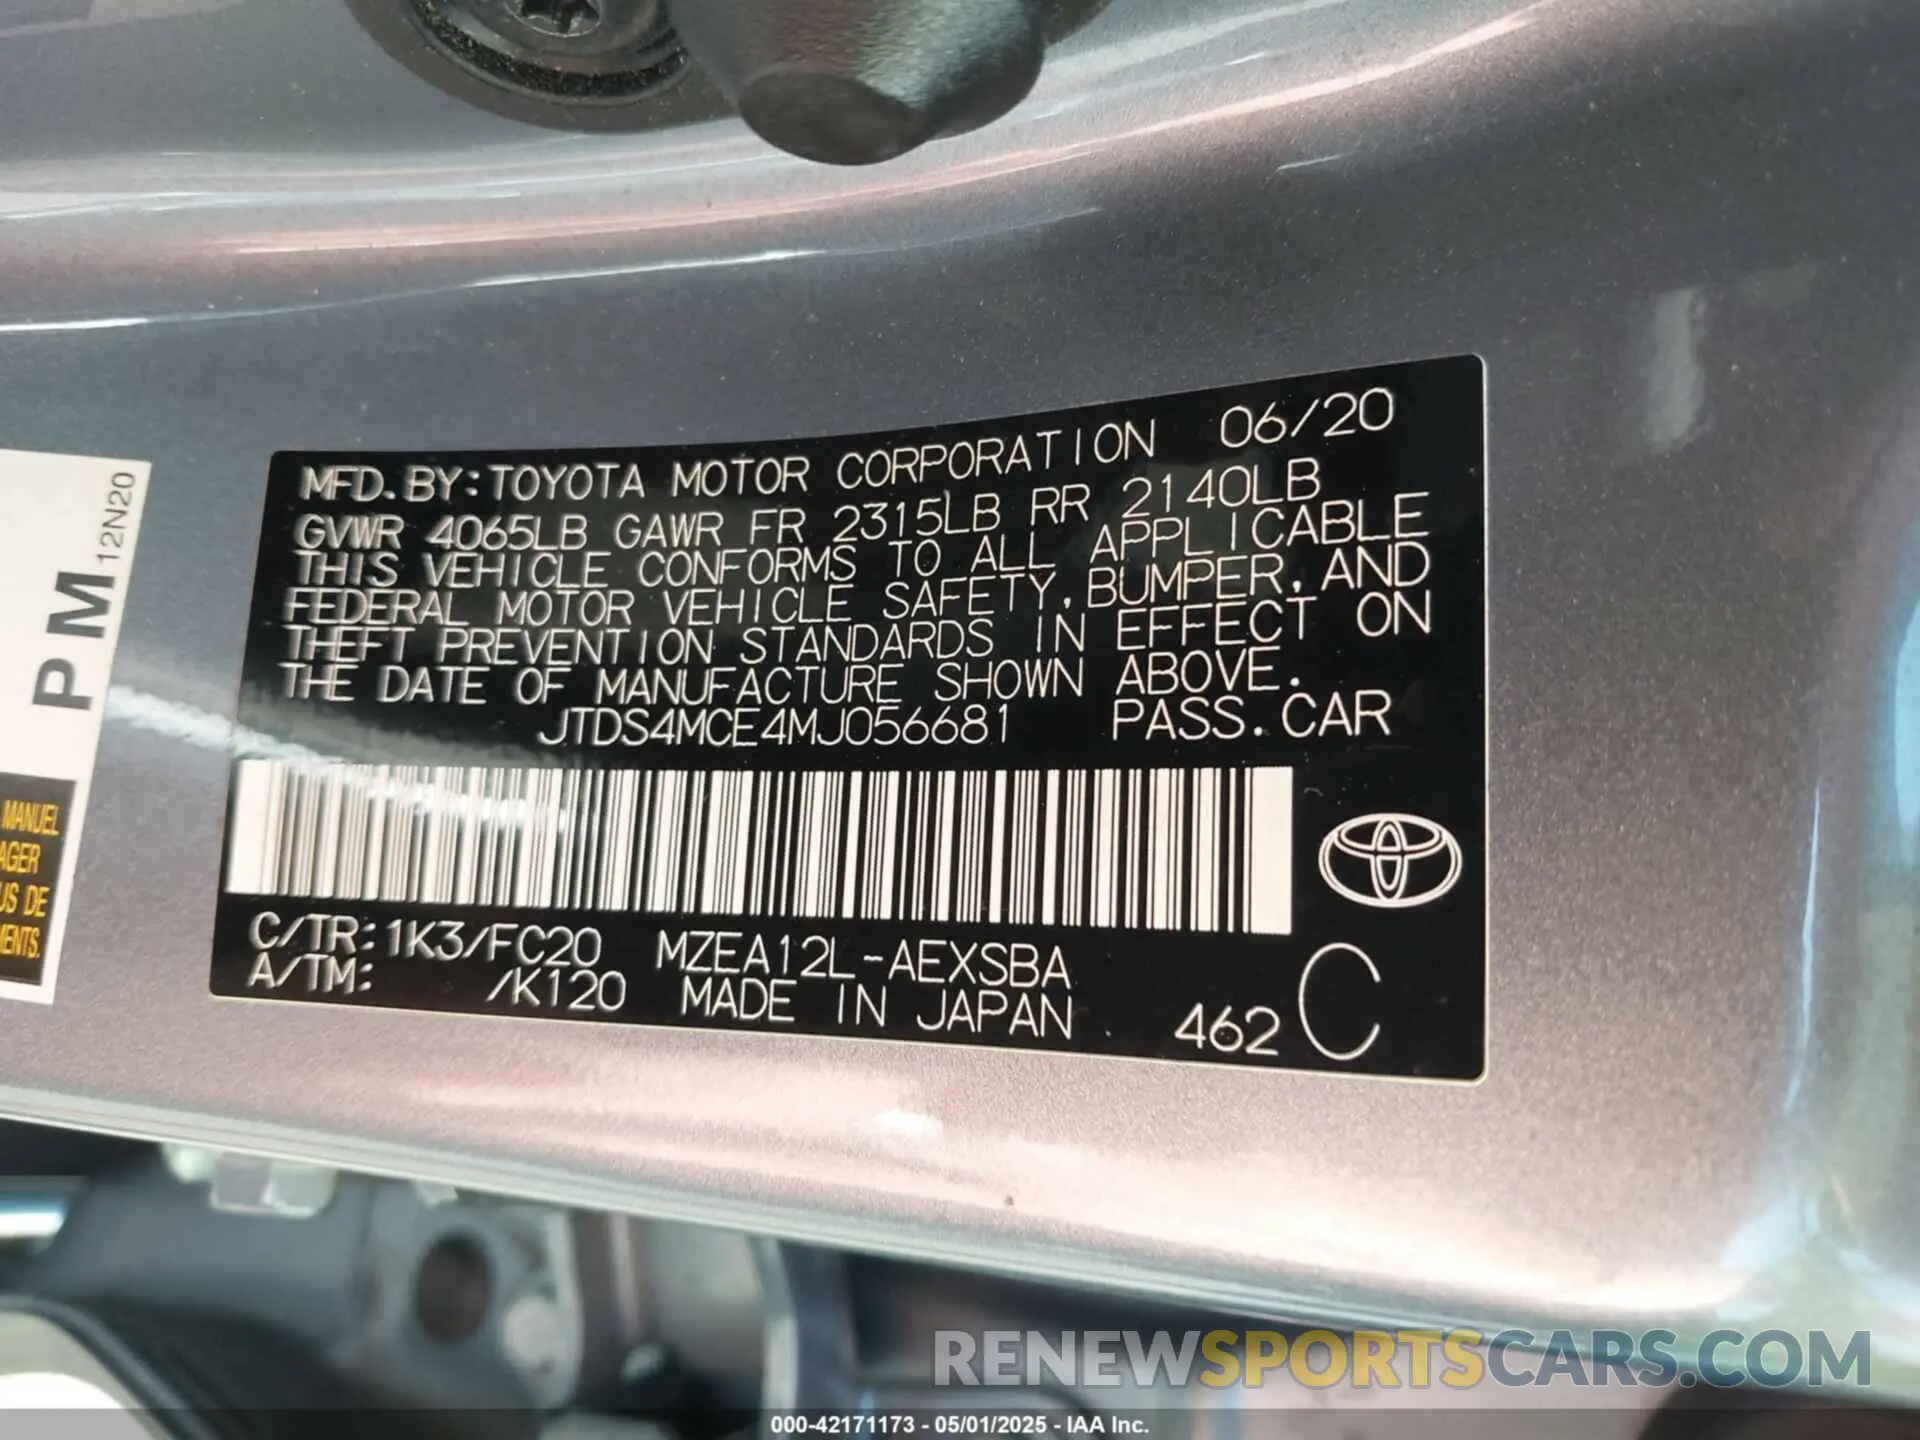 MFD. BY: TOYOTA MOTOR CORPORATION 06/20
GVWR 4065LB GAWR FR 2315LB RR 2140LB
THIS VEHICLE CONFORMS TO ALL APPLICABLE
FEDERAL MOTOR VEHICLE SAFETY, BUMPER, AND
THEFT PREVENTION STANDARDS IN EFFECT ON
THE DATE OF MANUFACTURE SHOWN ABOVE.
JTDS4MCE4MJ056681 PASS. CAR
C/TR: 1K3/FC20 MZEA12L-AEXSBA
A/TM: /K120 MADE IN JAPAN 462 C
PM 12N20
MANUEL
AGER
US DE
MENTS.
RENEWSPORTSCARS.COM
000-42171173 - 05/01/2025 - IAA Inc.